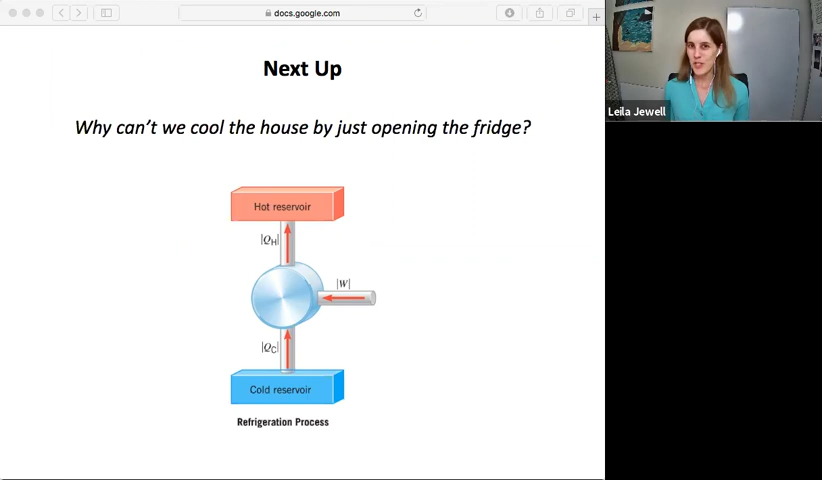 docs.google.com
Next Up
Why can't we cool the house by just opening the fridge?
Hot reservoir
|QH|
|W|
|QC|
Cold reservoir
Refrigeration Process
Leila Jewell